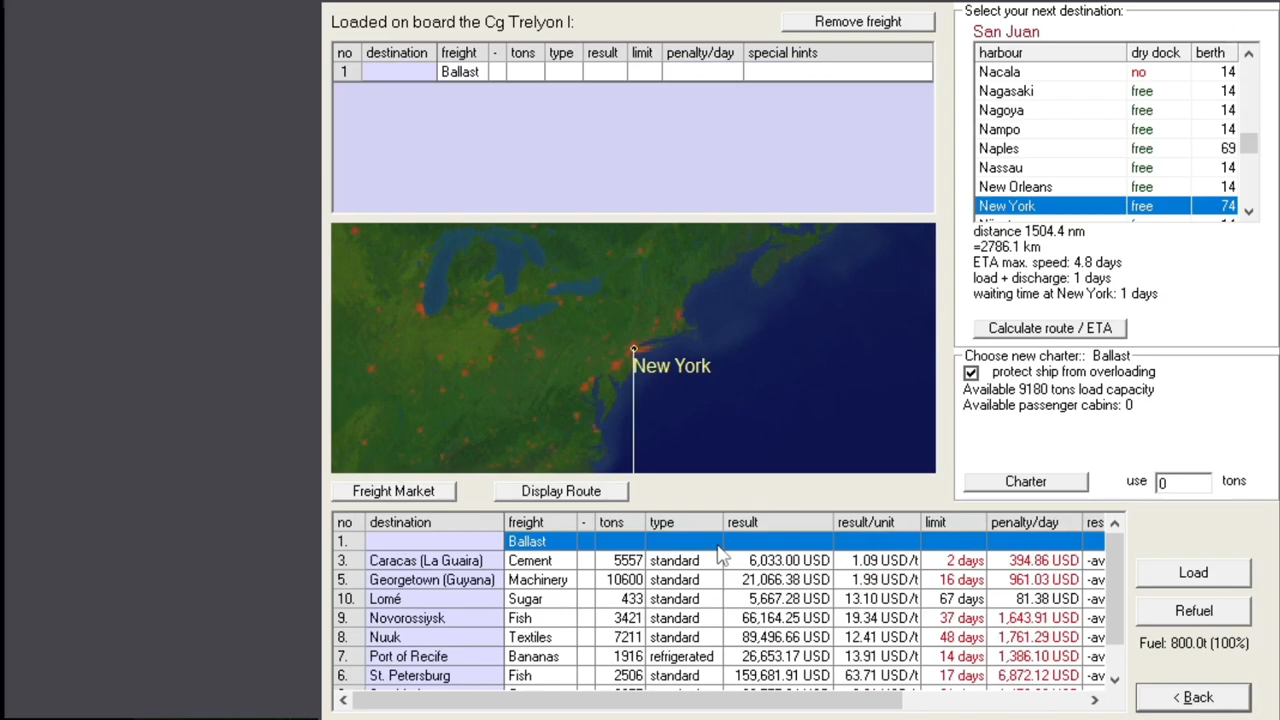 Loaded on board the Cg Trelyon I:
Remove freight
no destination freight - tons type result limit penalty/day special hints
1 Ballast
New York
Freight Market
Display Route
Select your next destination:
San Juan
harbour dry dock berth
Nacala no 14
Nagasaki free 14
Nagoya free 14
Nampo free 14
Naples free 69
Nassau free 14
New Orleans free 14
New York free 74
distance 1504.4 nm
=2786.1 km
ETA max. speed: 4.8 days
load + discharge: 1 days
waiting time at New York: 1 days
Calculate route / ETA
Choose new charter:: Ballast
protect ship from overloading
Available 9180 tons load capacity
Available passenger cabins: 0
Charter
use 0 tons
no destination freight - tons type result result/unit limit penalty/day res
1. Ballast
3. Caracas (La Guaira) Cement 5557 standard 6,033.00 USD 1.09 USD/t 2 days 394.86 USD -av
5. Georgetown (Guyana) Machinery 10600 standard 21,066.38 USD 1.99 USD/t 16 days 961.03 USD -av
10. Lomé Sugar 433 standard 5,667.28 USD 13.10 USD/t 67 days 81.38 USD -av
9. Novorossiysk Fish 3421 standard 66,164.25 USD 19.34 USD/t 37 days 1,643.91 USD -av
8. Nuuk Textiles 7211 standard 89,496.66 USD 12.41 USD/t 48 days 1,761.29 USD -av
7. Port of Recife Bananas 1916 refrigerated 26,653.17 USD 13.91 USD/t 14 days 1,386.10 USD -av
6. St. Petersburg Fish 2506 standard 159,681.91 USD 63.71 USD/t 17 days 6,872.12 USD -av
Load
Refuel
Fuel: 800.0t (100%)
< Back